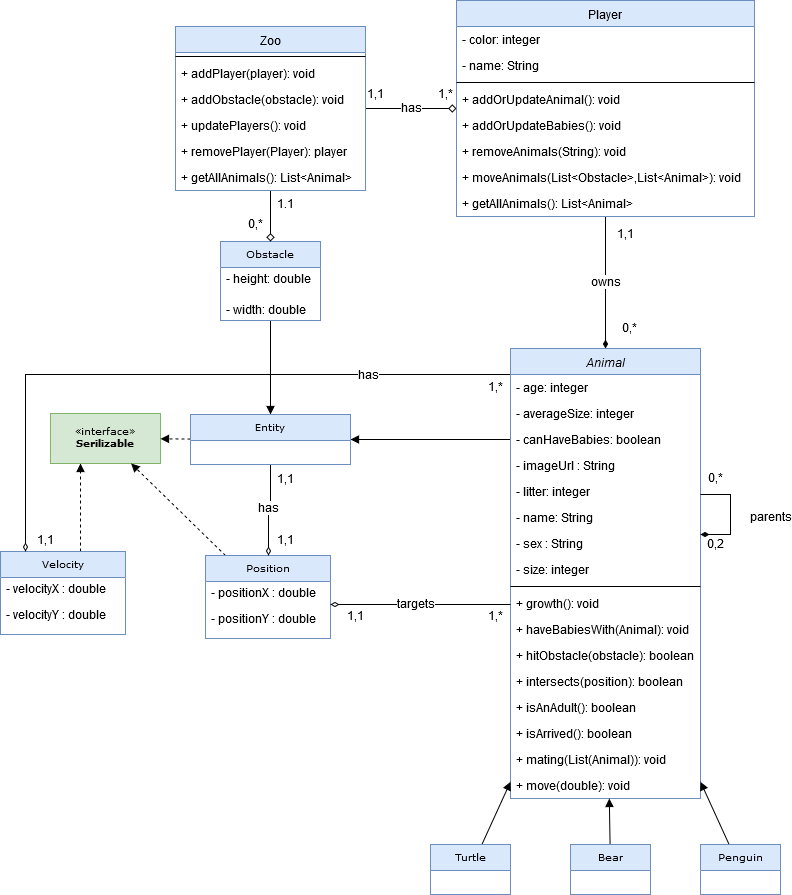 Player
- color: integer
- name: String
+ addOrUpdateAnimal(): void
+ addOrUpdateBabies(): void
+ removeAnimals(String): void
+ moveAnimals(List<Obstacle>,List<Animal>): void
+ getAllAnimals(): List<Animal>
Zoo
+ addPlayer(player): void
+ addObstacle(obstacle): void
+ updatePlayers(): void
+ removePlayer(Player): player
+ getAllAnimals(): List<Animal>
1,1
has
1,*
1.1
0,*
Obstacle
- height: double
- width: double
1,1
owns
0,*
Animal
- age: integer
- averageSize: integer
- canHaveBabies: boolean
- imageUrl : String
- litter: integer
- name: String
- sex : String
- size: integer
+ growth(): void
+ haveBabiesWith(Animal): void
+ hitObstacle(obstacle): boolean
+ intersects(position): boolean
+ isAnAdult(): boolean
+ isArrived(): boolean
+ mating(List(Animal)): void
+ move(double): void
has
1,*
1,1
«interface»
Serilizable
Entity
1,1
has
1,1
0,*
parents
0,2
Velocity
- velocityX : double
- velocityY : double
Position
- positionX : double
- positionY : double
targets
1,1
1,*
Turtle
Bear
Penguin